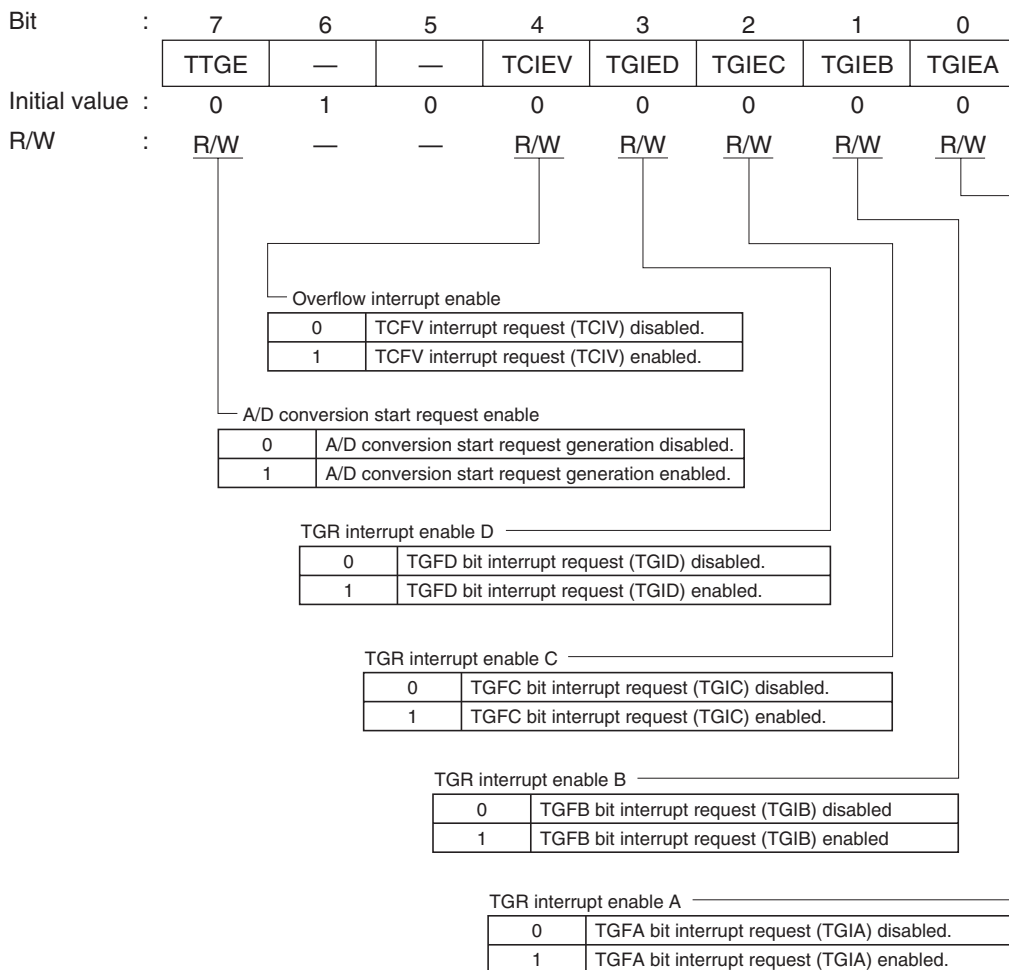 Bit : 7 6 5 4 3 2 1 0
TTGE — — TCIEV TGIED TGIEC TGIEB TGIEA
Initial value : 0 1 0 0 0 0 0 0
R/W : R/W — — R/W R/W R/W R/W R/W
Overflow interrupt enable
0 TCFV interrupt request (TCIV) disabled.
1 TCFV interrupt request (TCIV) enabled.
A/D conversion start request enable
0 A/D conversion start request generation disabled.
1 A/D conversion start request generation enabled.
TGR interrupt enable D
0 TGFD bit interrupt request (TGID) disabled.
1 TGFD bit interrupt request (TGID) enabled.
TGR interrupt enable C
0 TGFC bit interrupt request (TGIC) disabled.
1 TGFC bit interrupt request (TGIC) enabled.
TGR interrupt enable B
0 TGFB bit interrupt request (TGIB) disabled
1 TGFB bit interrupt request (TGIB) enabled
TGR interrupt enable A
0 TGFA bit interrupt request (TGIA) disabled.
1 TGFA bit interrupt request (TGIA) enabled.